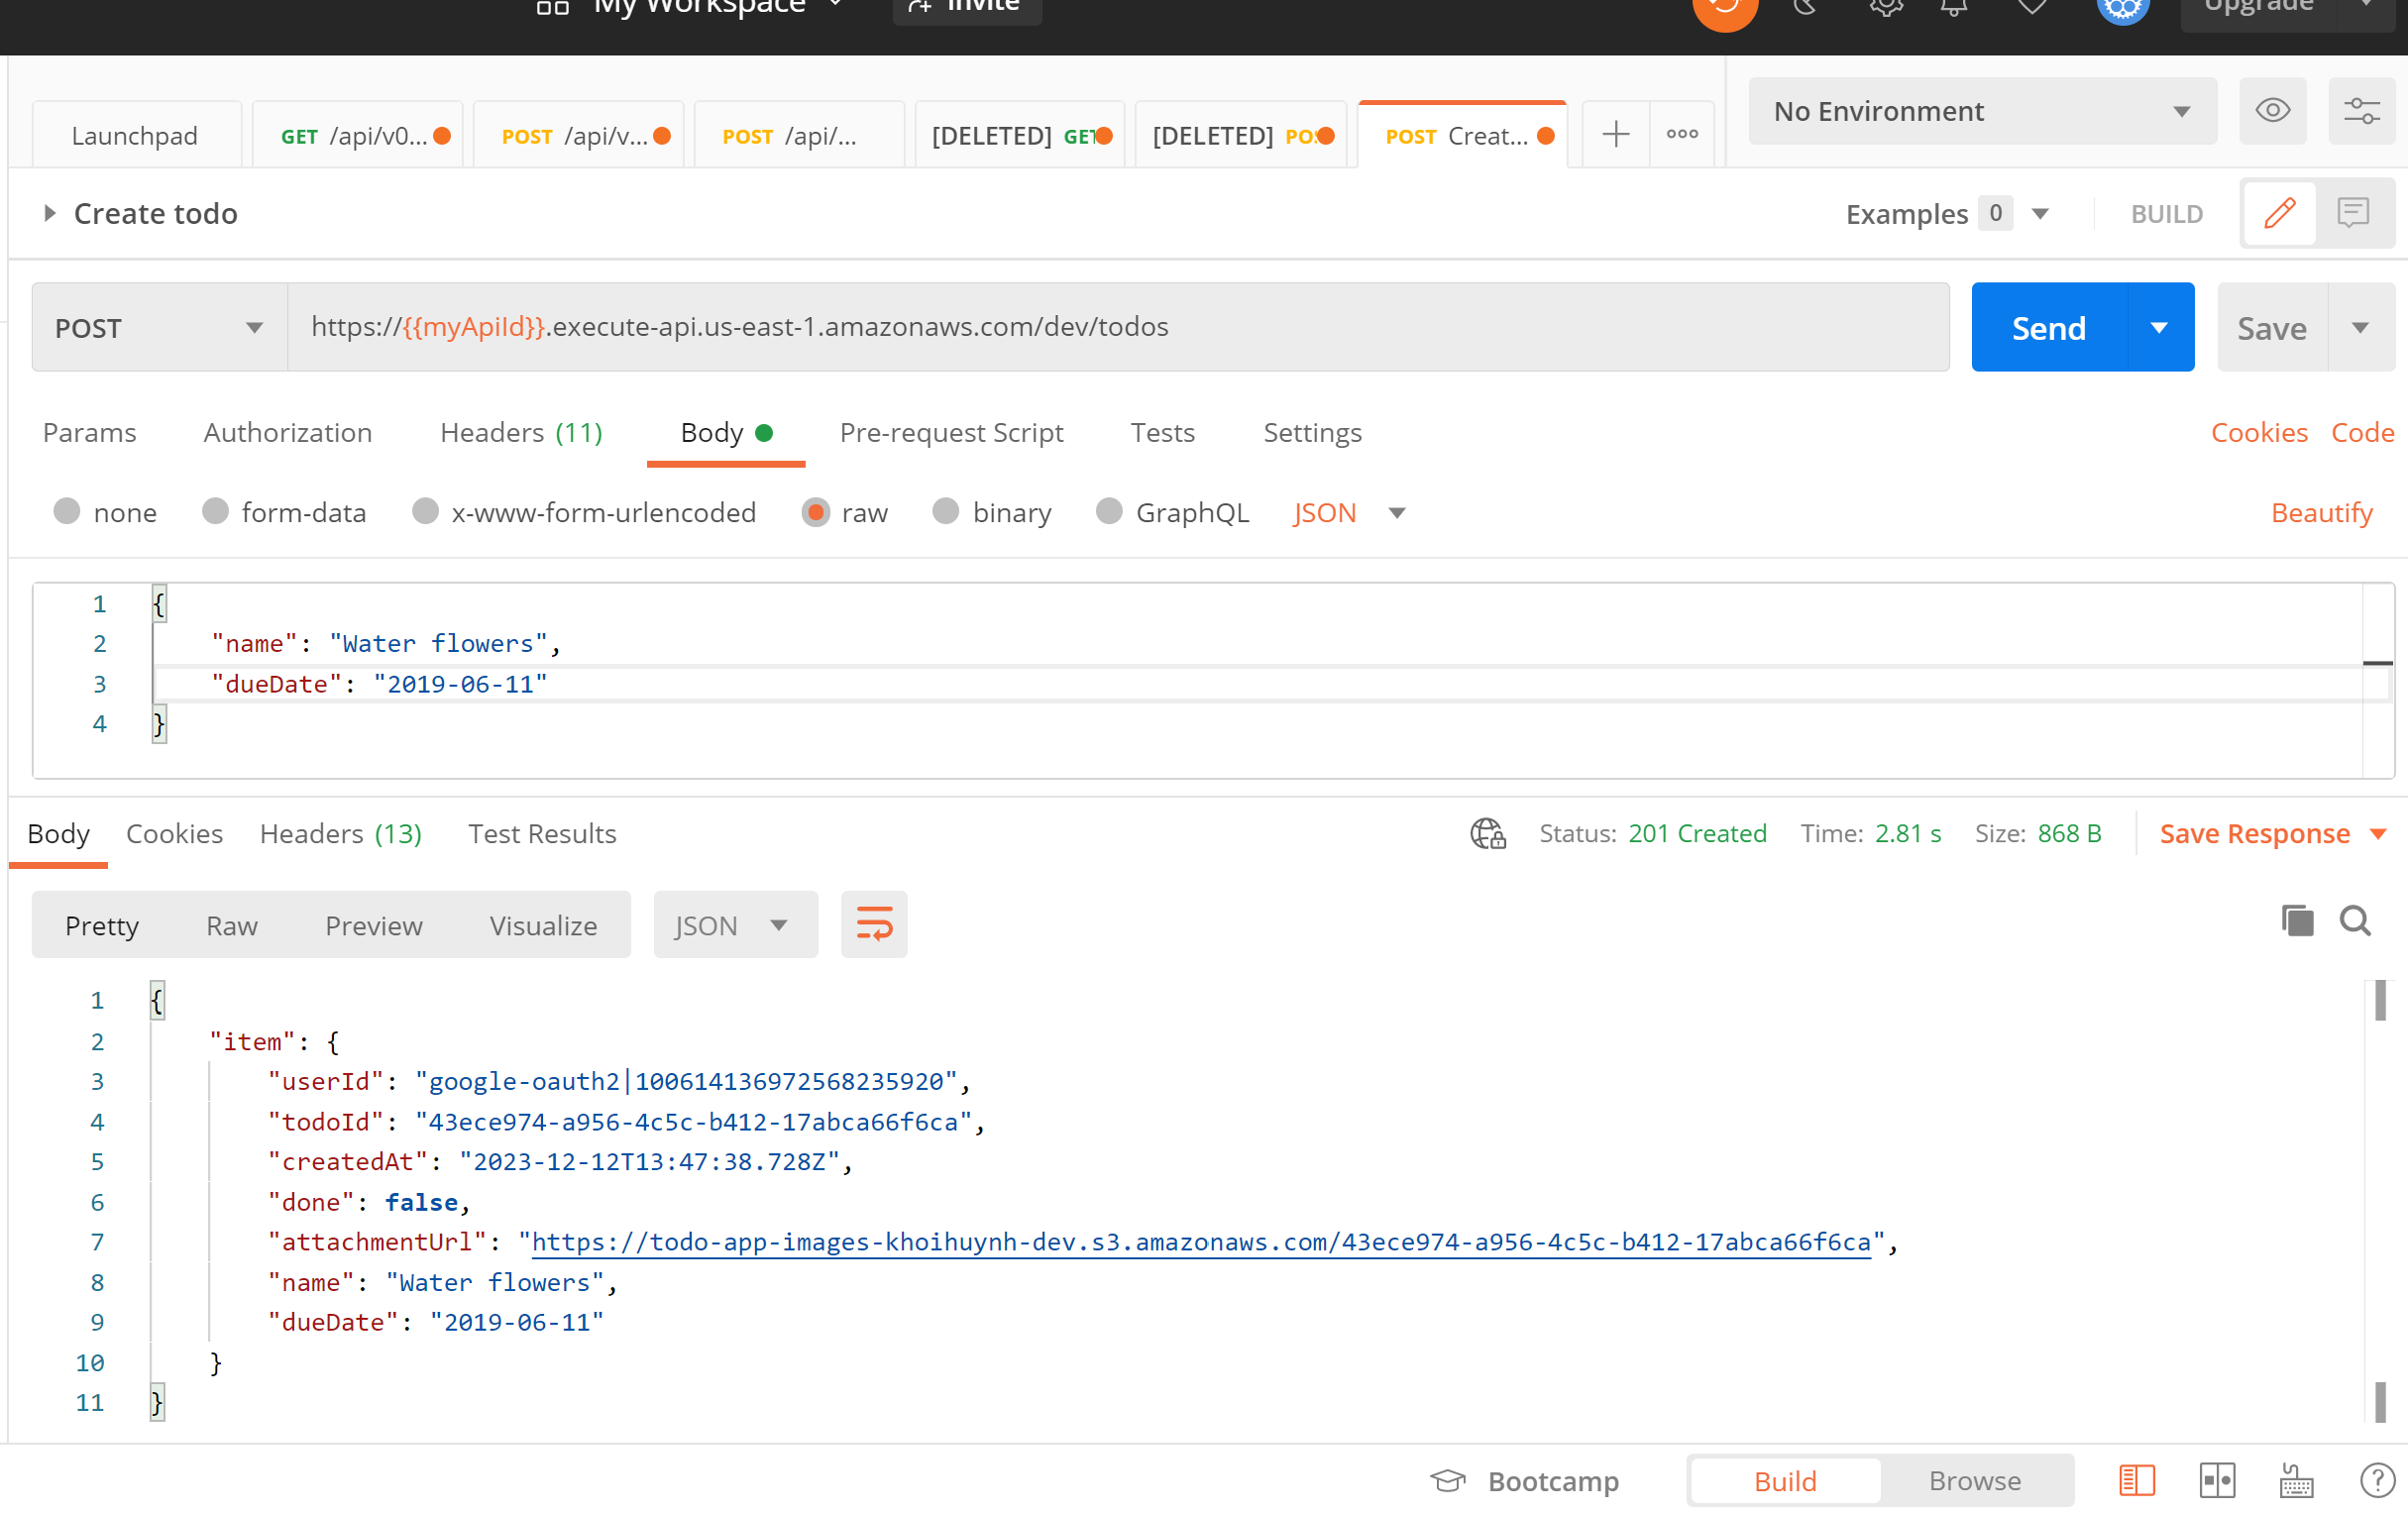 My Workspace Invite Upgrade
Launchpad GET /api/v0... POST /api/v... POST /api/... [DELETED] GET [DELETED] PO POST Creat... No Environment
Create todo Examples 0 BUILD
POST https://{{myApiId}}.execute-api.us-east-1.amazonaws.com/dev/todos Send Save
Params Authorization Headers (11) Body Pre-request Script Tests Settings Cookies Code
none form-data x-www-form-urlencoded raw binary GraphQL JSON Beautify
1 {
2 "name": "Water flowers",
3 "dueDate": "2019-06-11"
4 }
Body Cookies Headers (13) Test Results Status: 201 Created Time: 2.81 s Size: 868 B Save Response
Pretty Raw Preview Visualize JSON
1 {
2 "item": {
3 "userId": "google-oauth2|100614136972568235920",
4 "todoId": "43ece974-a956-4c5c-b412-17abca66f6ca",
5 "createdAt": "2023-12-12T13:47:38.728Z",
6 "done": false,
7 "attachmentUrl": "https://todo-app-images-khoihuynh-dev.s3.amazonaws.com/43ece974-a956-4c5c-b412-17abca66f6ca",
8 "name": "Water flowers",
9 "dueDate": "2019-06-11"
10 }
11 }
Bootcamp Build Browse